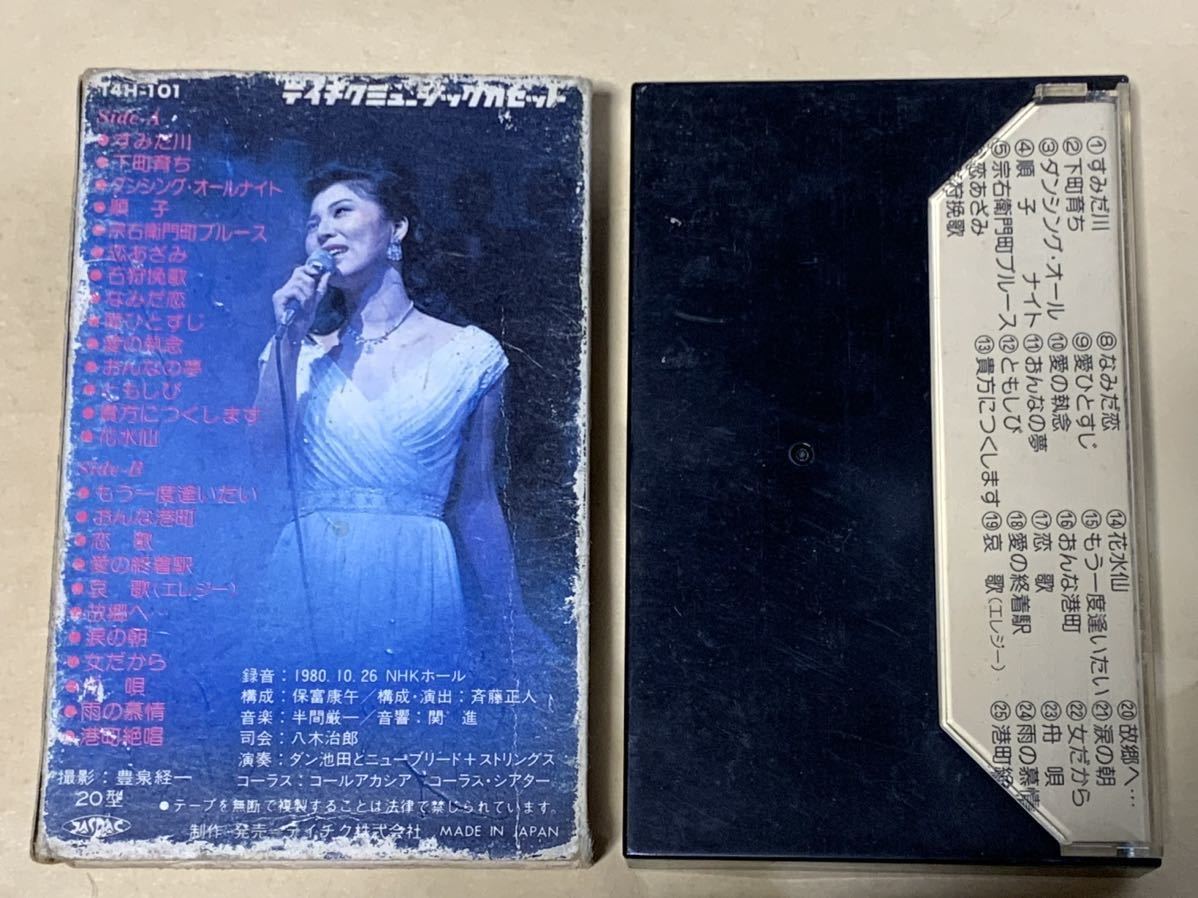 T4H-101
テイチクミュージックカセット
Side-A
●すみだ川
●下町育ち
●ダンシング・オールナイト
●順 子
●宗右衛門町ブルース
●恋あざみ
●石狩挽歌
●なみだ恋
ひとすじ
●愛の執念
●おんなの夢
●ともしび
●貴方につくします
●花水仙
Side-B
●もう一度逢いたい
●おんな港町
●恋 歌
●愛の終着駅
●哀 歌(エレジー)
●故郷へ…
●涙の朝
●女だから
● 唄
●雨の慕情
●港町絶唱
録音：1980.10.26 NHKホール
構成：保富康午／構成・演出：斉藤正人
音楽：半間厳一／音響：関 進
司会：八木治郎
演奏：ダン池田とニューブリード＋ストリングス
コーラス：コールアカシア コーラス・シアター
撮影：豊泉経一
20型
JASRAC
●テープを無断で複製することは法律で禁じられています。
制作・発売＝テイチク株式会社 MADE IN JAPAN
①すみだ川
②下町育ち
③ダンシング・オール
ナイト
④順 子
⑤宗右衛門町ブルース
恋あざみ
狩挽歌
⑧なみだ恋
⑨愛ひとすじ
⑩愛の執念
⑪おんなの夢
⑫ともしび
⑬貴方につくします
⑭花水仙
⑮もう一度逢いたい
⑯おんな港町
⑰恋 歌
⑱愛の終着駅
⑲哀 歌(エレジー)
⑳故郷へ…
㉑涙の朝
㉒女だから
㉓舟 唄
㉔雨の慕情
㉕港町絶